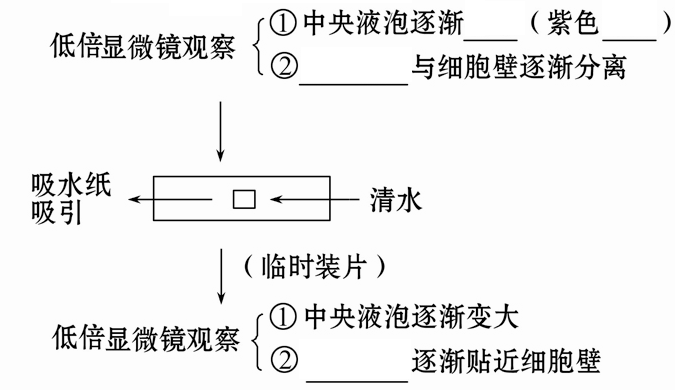 低倍显微镜观察
①中央液泡逐渐____（紫色____）
②________与细胞壁逐渐分离
吸水纸
吸引
清水
（临时装片）
低倍显微镜观察
①中央液泡逐渐变大
②________逐渐贴近细胞壁